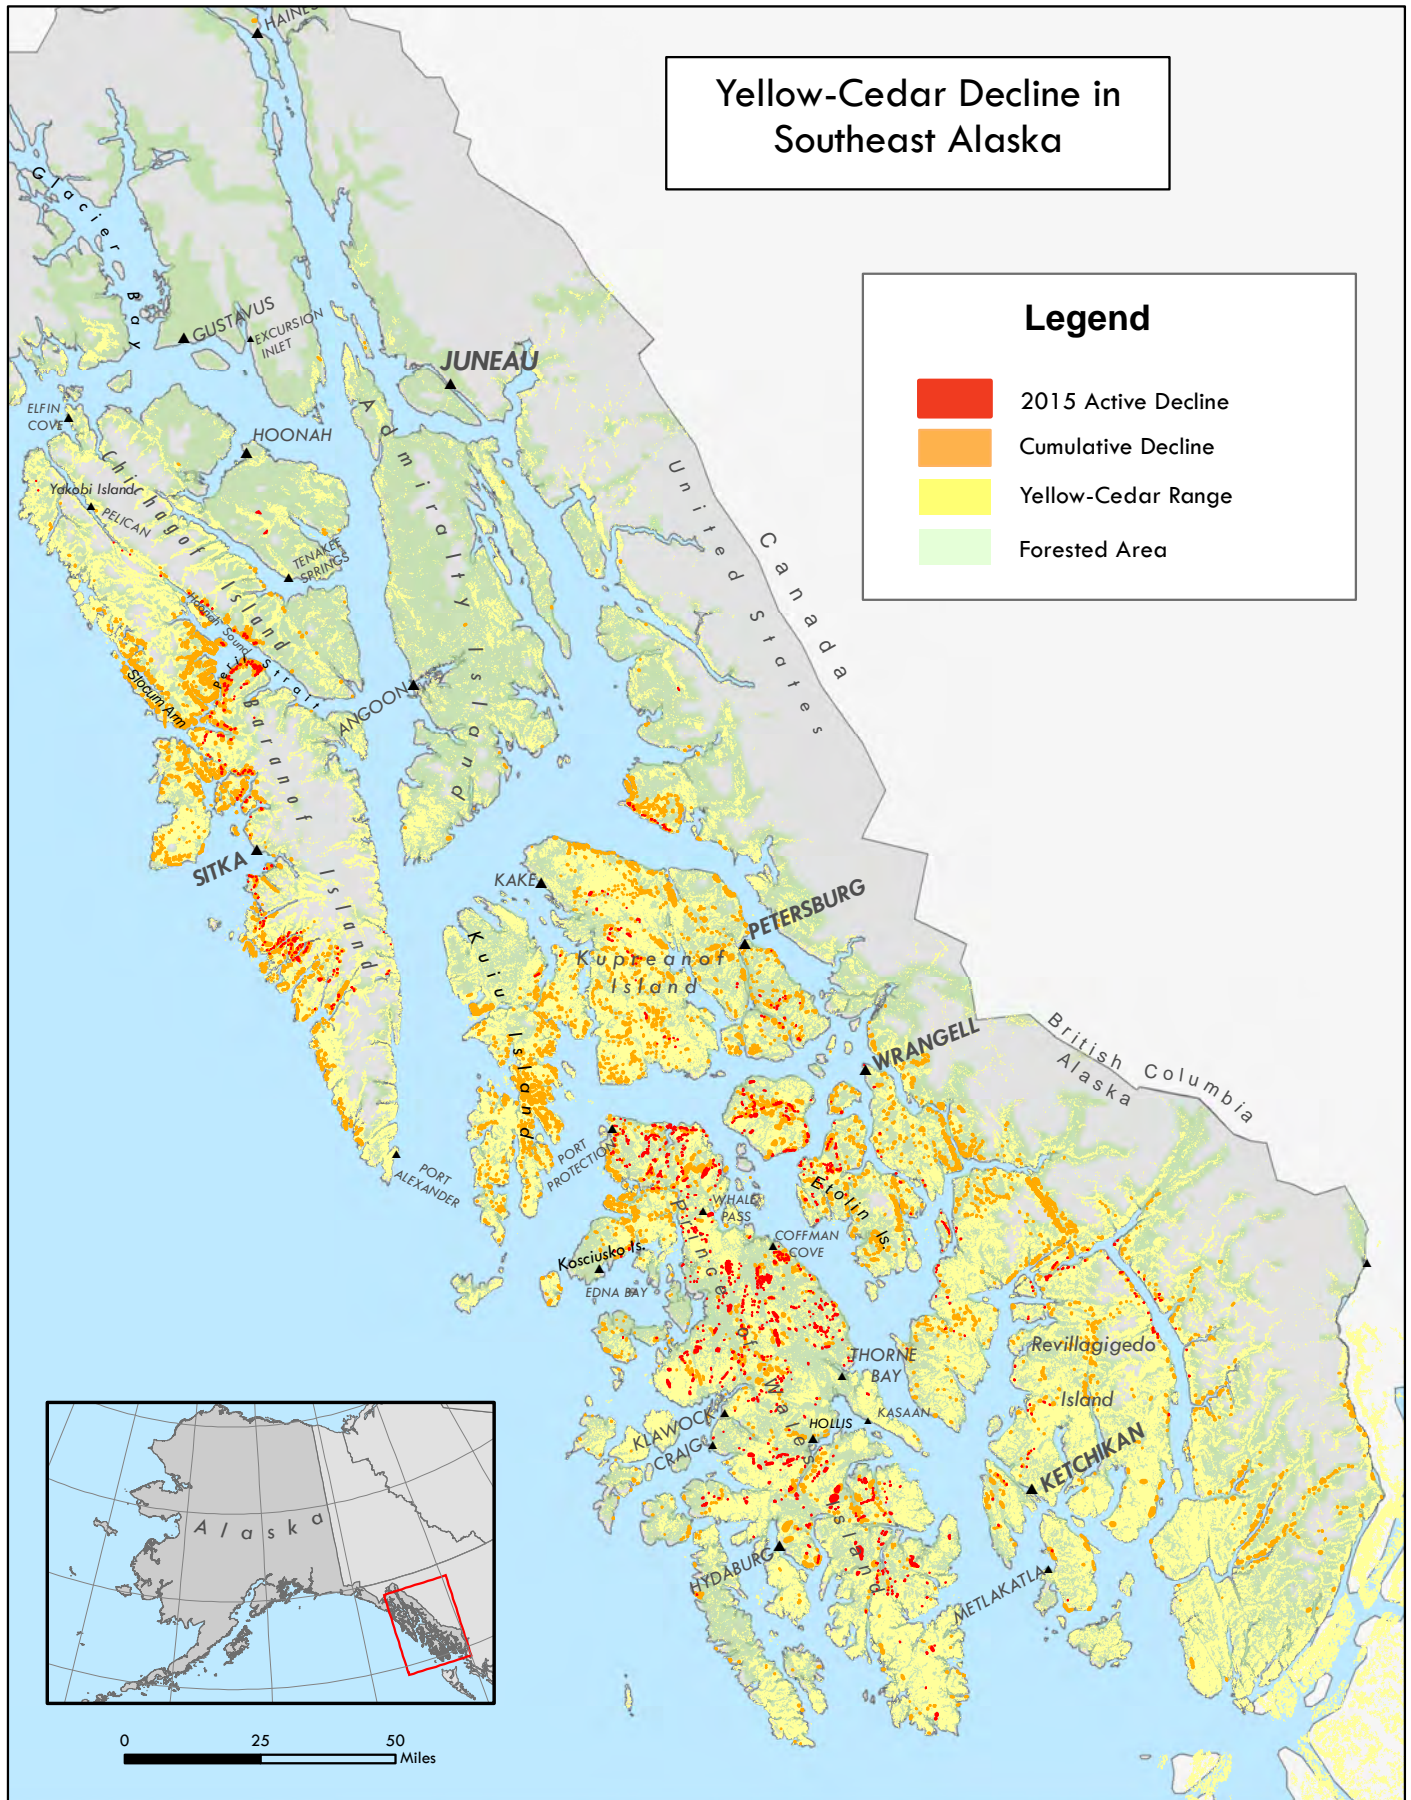 Yellow-Cedar Decline in
Southeast Alaska
Legend
2015 Active Decline
Cumulative Decline
Yellow-Cedar Range
Forested Area
HAINES
Glacier Bay
GUSTAVUS
EXCURSION
INLET
JUNEAU
ELFIN
COVE
HOONAH
Admiralty Island
Chichagof Island
Yakobi Island
PELICAN
TENAKEE
SPRINGS
United States
Canada
Hoonah Sound
Peril Strait
Slocum Arm
ANGOON
Baranof Island
SITKA
KAKE
PETERSBURG
Kupreanof
Island
Kuiu Island
WRANGELL
British Columbia
Alaska
PORT
PROTECTION
PORT
ALEXANDER
Etolin Is.
WHALE
PASS
Prince of Wales Island
COFFMAN
COVE
Kosciusko Is.
EDNA BAY
THORNE
BAY
Revillagigedo
Island
KASAAN
KLAWOCK
HOLLIS
CRAIG
KETCHIKAN
HYDABURG
METLAKATLA
Alaska
0
25
50
Miles